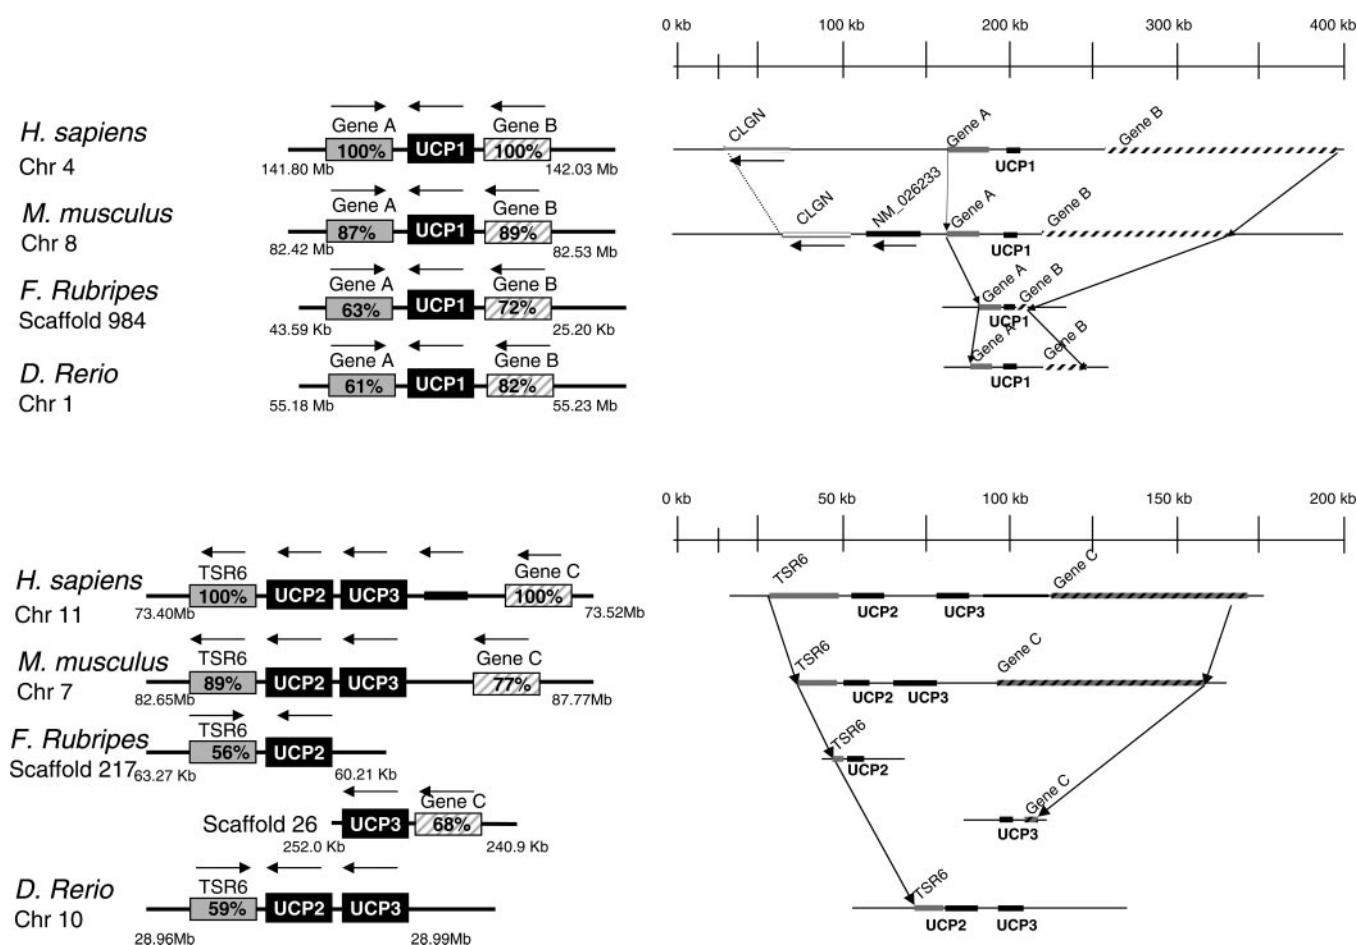 0 kb 100 kb 200 kb 300 kb 400 kb
H. sapiens
Chr 4
Gene A Gene B
100% UCP1 100%
141.80 Mb 142.03 Mb
CLGN Gene A UCP1 Gene B
M. musculus
Chr 8
Gene A Gene B
87% UCP1 89%
82.42 Mb 82.53 Mb
CLGN NM_026233 Gene A UCP1 Gene B
F. Rubripes
Scaffold 984
Gene A Gene B
63% UCP1 72%
43.59 Kb 25.20 Kb
Gene A UCP1 Gene B
D. Rerio
Chr 1
Gene A Gene B
61% UCP1 82%
55.18 Mb 55.23 Mb
Gene A UCP1 Gene B
0 kb 50 kb 100 kb 150 kb 200 kb
H. sapiens
Chr 11
TSR6 Gene C
100% UCP2 UCP3 100%
73.40Mb 73.52Mb
TSR6 UCP2 UCP3 Gene C
M. musculus
Chr 7
TSR6 Gene C
89% UCP2 UCP3 77%
82.65Mb 87.77Mb
TSR6 UCP2 UCP3 Gene C
F. Rubripes
Scaffold 217
TSR6
56% UCP2
63.27 Kb 60.21 Kb
TSR6 UCP2
Scaffold 26
Gene C
UCP3 68%
252.0 Kb 240.9 Kb
UCP3 Gene C
D. Rerio
Chr 10
TSR6
59% UCP2 UCP3
28.96Mb 28.99Mb
TSR6 UCP2 UCP3